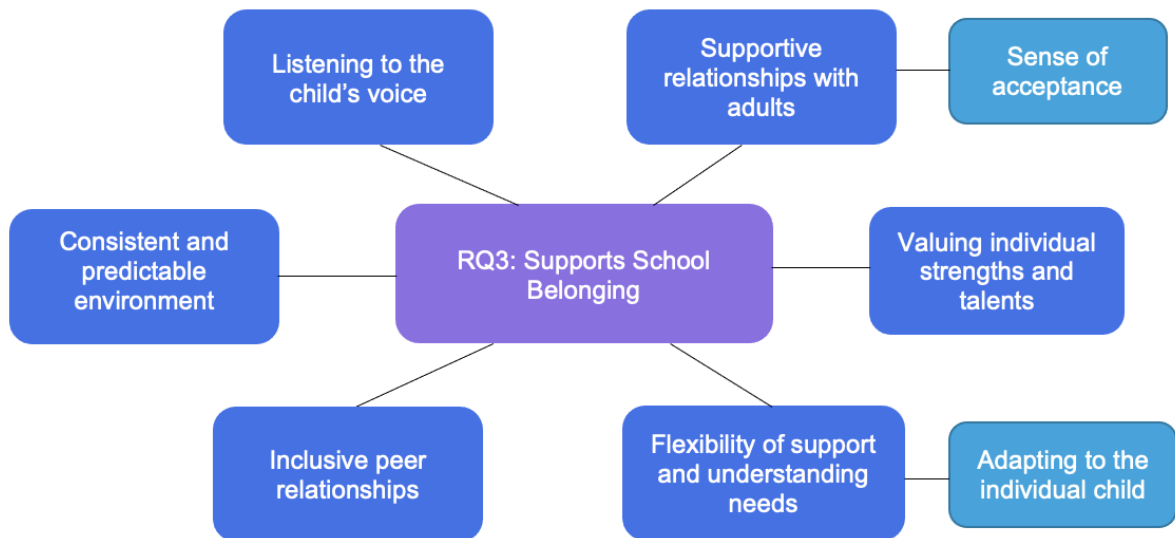 Listening to the
child’s voice
Supportive
relationships with
adults
Sense of
acceptance
Consistent and
predictable
environment
RQ3: Supports School
Belonging
Valuing individual
strengths and
talents
Inclusive peer
relationships
Flexibility of support
and understanding
needs
Adapting to the
individual child